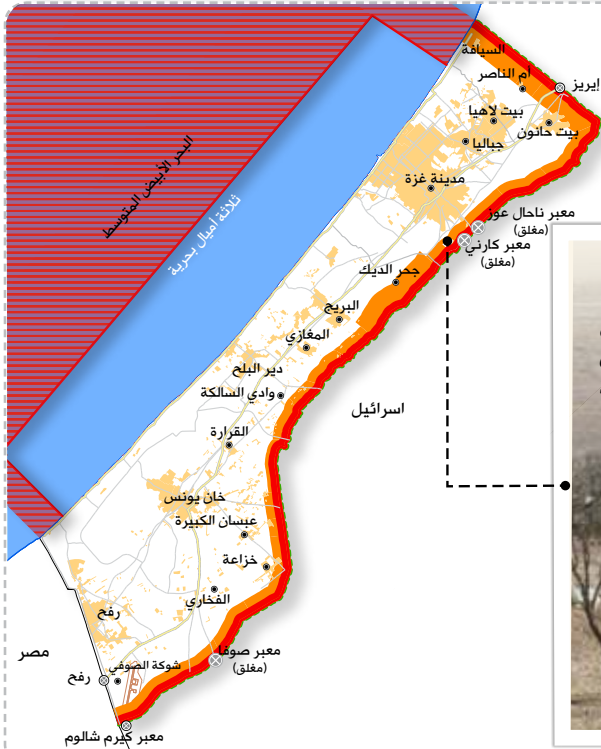 السيافة
أم الناصر
إيريز
بيت لاهيا
بيت حانون
جباليا
مدينة غزة
البحر الأبيض المتوسط
ثلاثة أميال بحرية
معبر ناحال عوز
(مغلق)
معبر كارني
(مغلق)
جحر الديك
البريج
المغازي
دير البلح
وادي السالكة
اسرائيل
القرارة
خان يونس
عبسان الكبيرة
خزاعة
الفخاري
رفح
معبر صوفا
(مغلق)
مصر
شوكة الصوفي
رفح
معبر كيرم شالوم